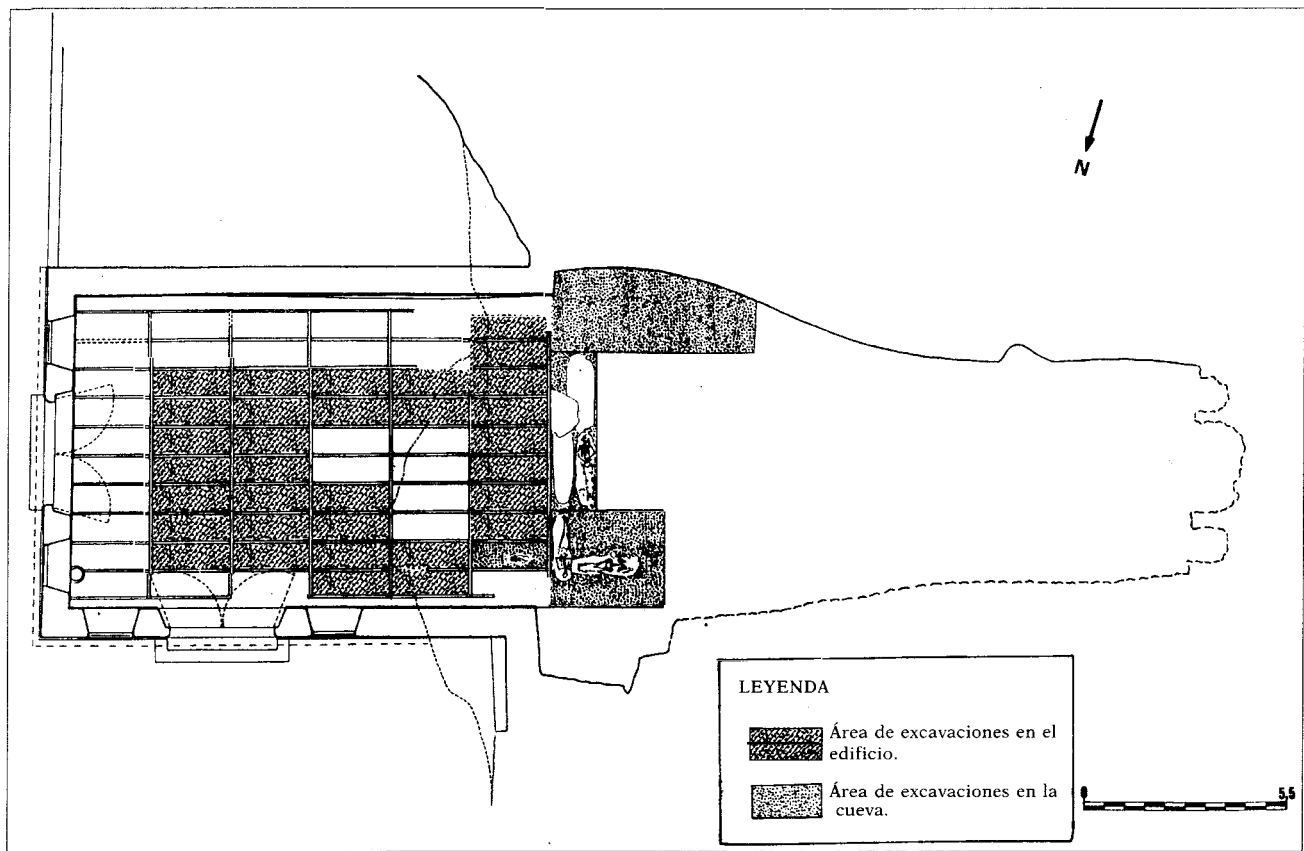 N
LEYENDA
Área de excavaciones en el
edificio.
Área de excavaciones en la
cueva.
0 5,5